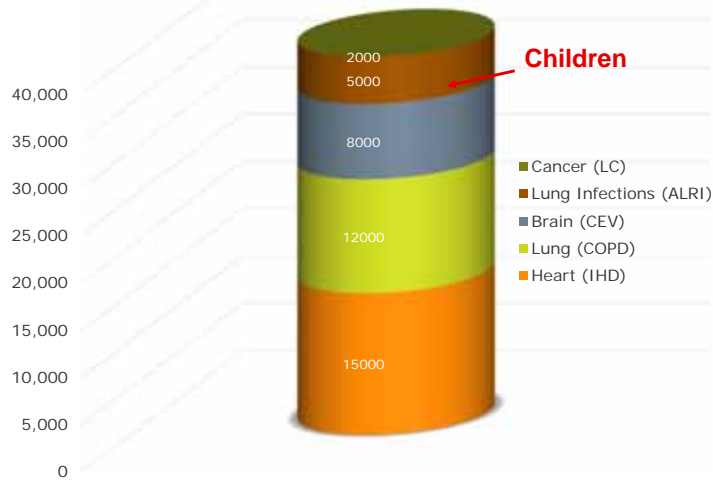 2000
5000
Children
8000
12000
15000
40,000
35,000
30,000
25,000
20,000
15,000
10,000
5,000
0
Cancer (LC)
Lung Infections (ALRI)
Brain (CEV)
Lung (COPD)
Heart (IHD)